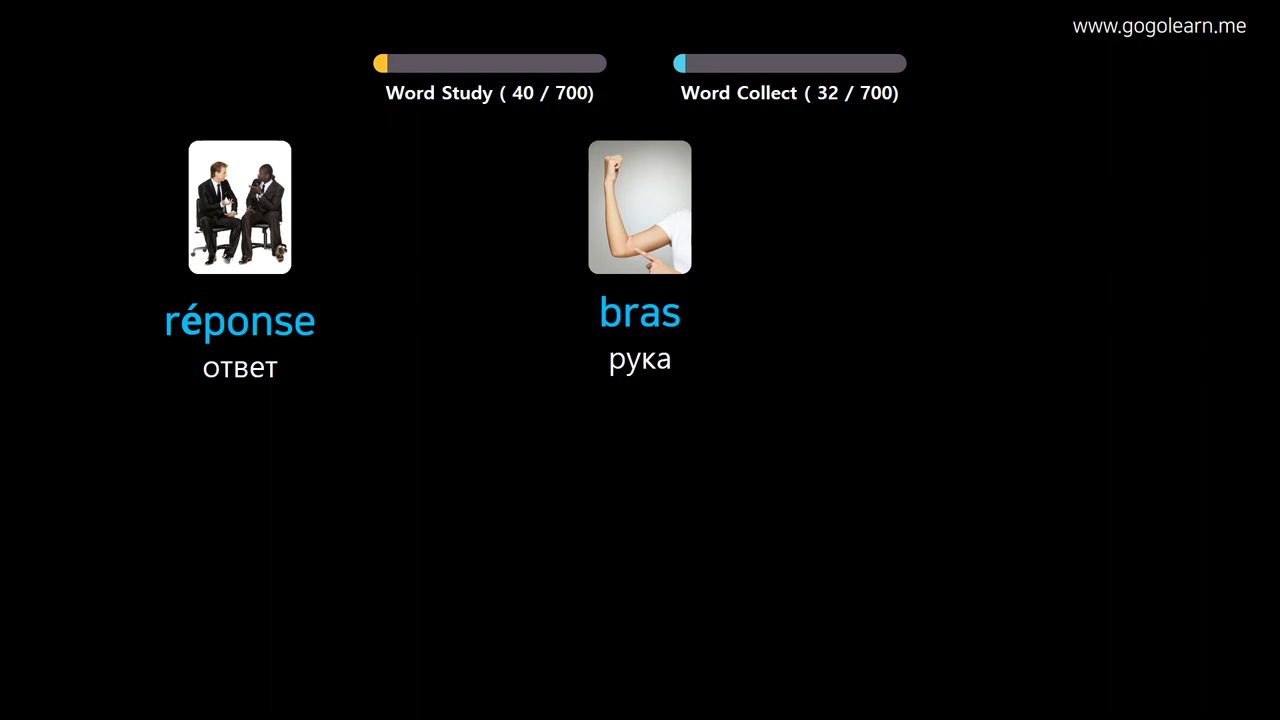 www.gogolearn.me
Word Study ( 40 / 700)
Word Collect ( 32 / 700)
réponse
ответ
bras
рука